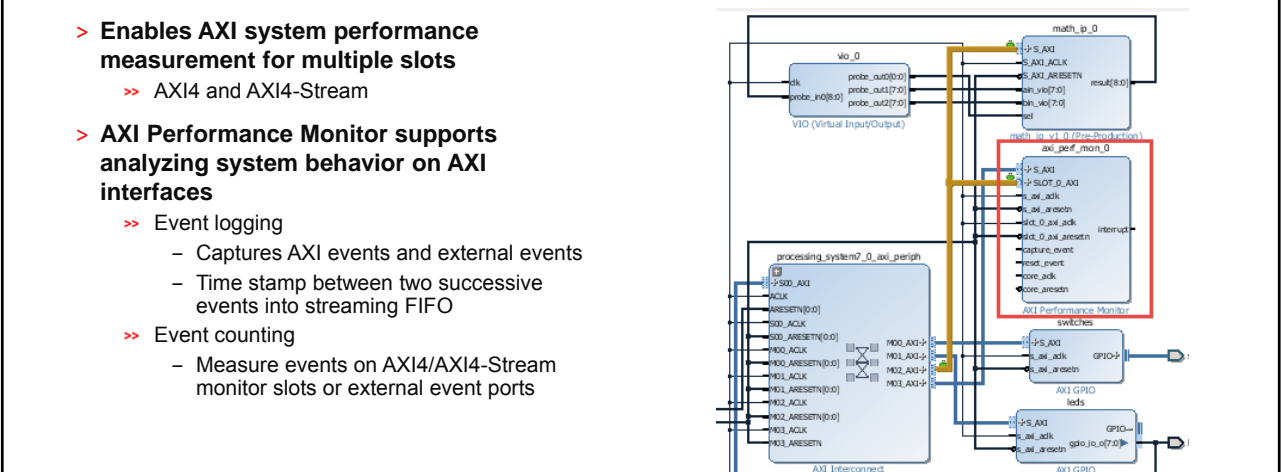 > Enables AXI system performance
measurement for multiple slots
>> AXI4 and AXI4-Stream
> AXI Performance Monitor supports
analyzing system behavior on AXI
interfaces
>> Event logging
– Captures AXI events and external events
– Time stamp between two successive
events into streaming FIFO
>> Event counting
– Measure events on AXI4/AXI4-Stream
monitor slots or external event ports
math_ip_0
S_AXI
S_AXI_ACLK
S_AXI_ARESETN
ain_vio[7:0]
bin_vio[7:0]
sel
result[8:0]
math_ip_v1_0 (Pre-Production)
vio_0
clk
probe_in0[8:0]
probe_out0[0:0]
probe_out1[7:0]
probe_out2[7:0]
VIO (Virtual Input/Output)
axi_perf_mon_0
S_AXI
SLOT_0_AXI
s_axi_aclk
s_axi_aresetn
slot_0_axi_aclk
slot_0_axi_aresetn
capture_event
reset_event
core_aclk
core_aresetn
interrupt
AXI Performance Monitor
processing_system7_0_axi_periph
S00_AXI
ACLK
ARESETN[0:0]
S00_ACLK
S00_ARESETN[0:0]
M00_ACLK
M00_ARESETN[0:0]
M01_ACLK
M01_ARESETN[0:0]
M02_ACLK
M02_ARESETN[0:0]
M03_ACLK
M03_ARESETN
M00_AXI
M01_AXI
M02_AXI
M03_AXI
AXI Interconnect
switches
S_AXI
s_axi_aclk
s_axi_aresetn
GPIO
AXI GPIO
leds
S_AXI
s_axi_aclk
s_axi_aresetn
GPIO
gpio_io_o[7:0]
AXI GPIO